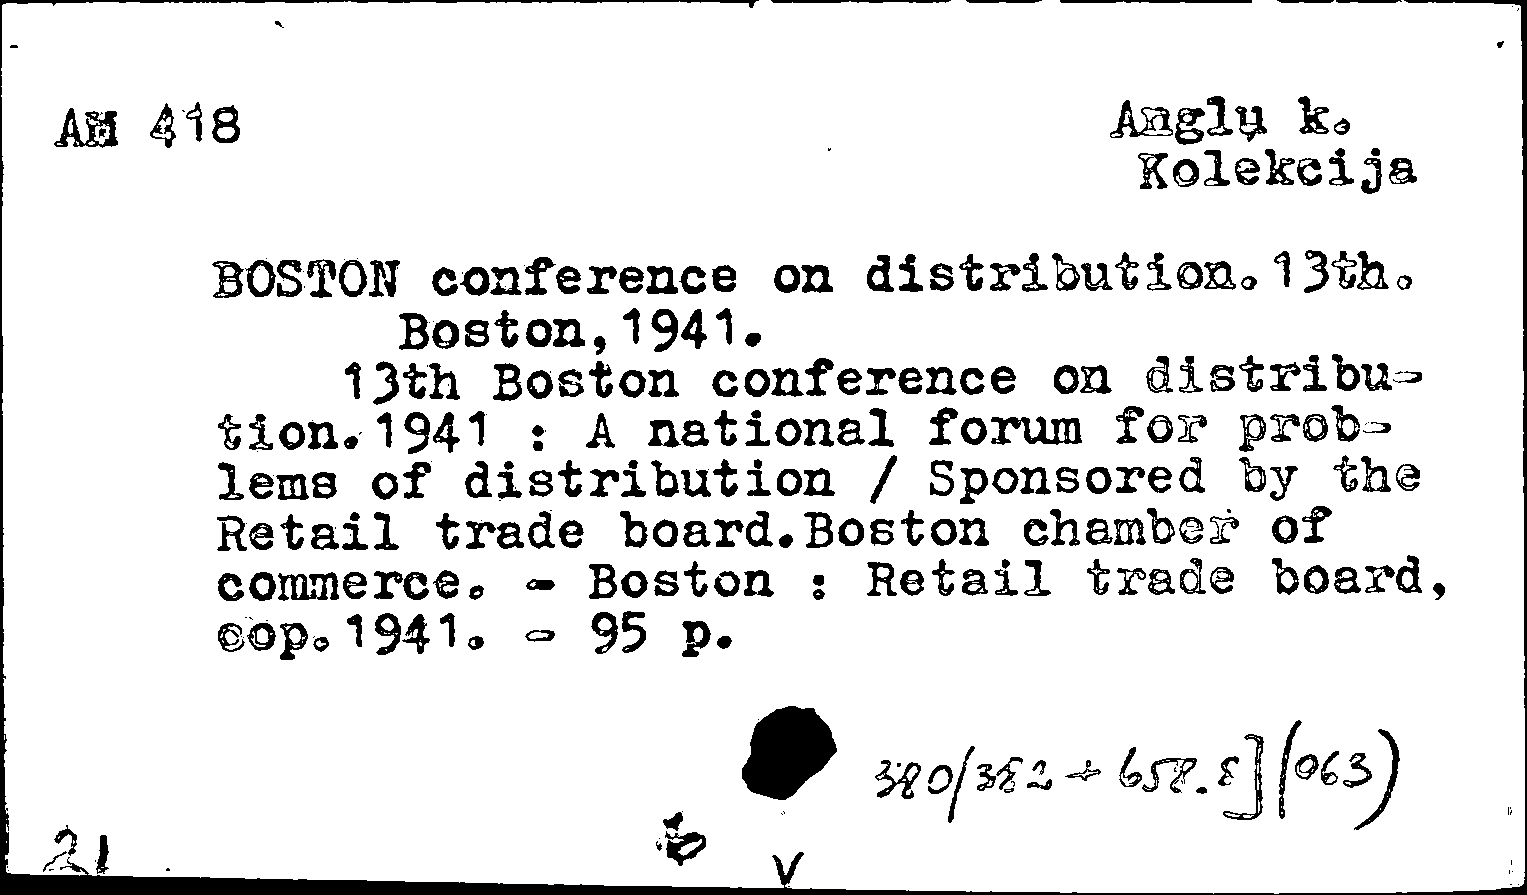 AM 418
Anglų k.
Kolekcija
BOSTON conference on distribution.13th.
Boston,1941.
13th Boston conference on distribu-
tion.1941 : A national forum for prob-
lems of distribution / Sponsored by the
Retail trade board.Boston chamber of
commerce. - Boston : Retail trade board,
cop.1941. - 95 p.
380/382 + 658.8](063)
21
V